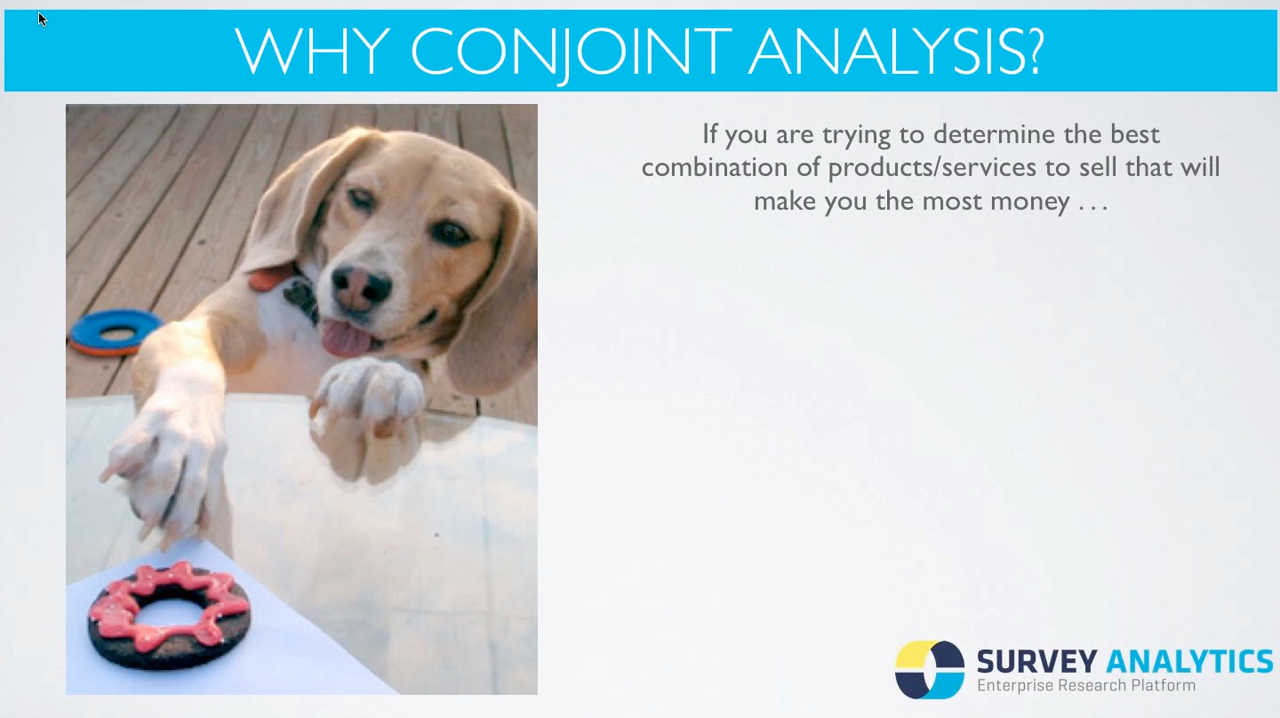 WHY CONJOINT ANALYSIS?
If you are trying to determine the best
combination of products/services to sell that will
make you the most money . . .
SURVEY ANALYTICS
Enterprise Research Platform